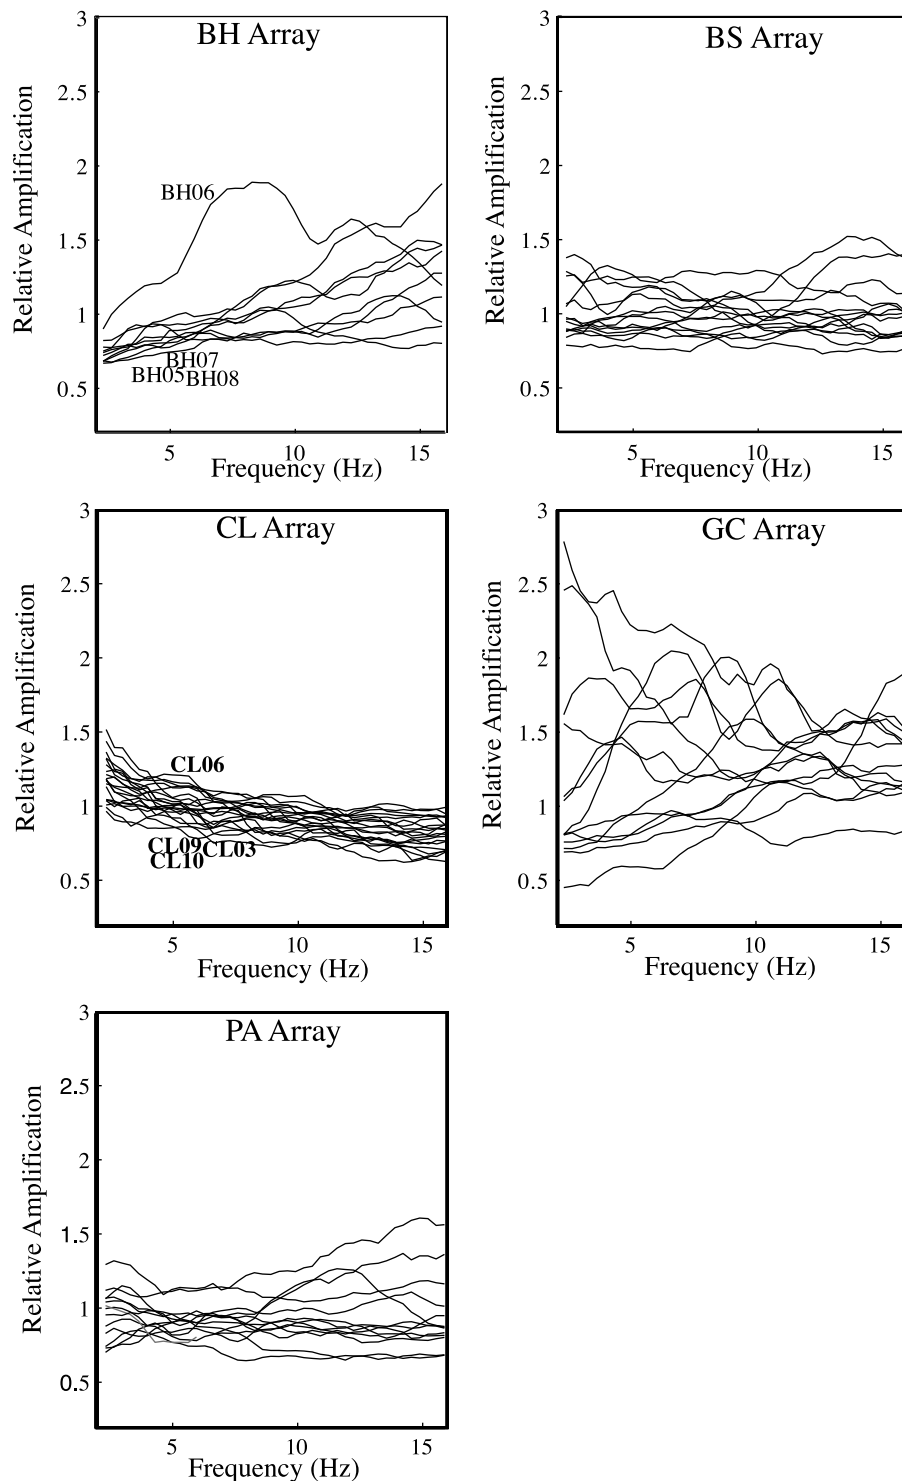 BH Array
3
2.5
2
1.5
1
0.5
Relative Amplification
BH06
BH07
BH05
BH08
5
10
15
Frequency (Hz)
BS Array
3
2.5
2
1.5
1
0.5
Relative Amplification
5
10
15
Frequency (Hz)
CL Array
3
2.5
2
1.5
1
0.5
Relative Amplification
CL06
CL09
CL03
CL10
5
10
15
Frequency (Hz)
GC Array
3
2.5
2
1.5
1
0.5
Relative Amplification
5
10
15
Frequency (Hz)
PA Array
3
2.5
2
1.5
1
0.5
Relative Amplification
5
10
15
Frequency (Hz)